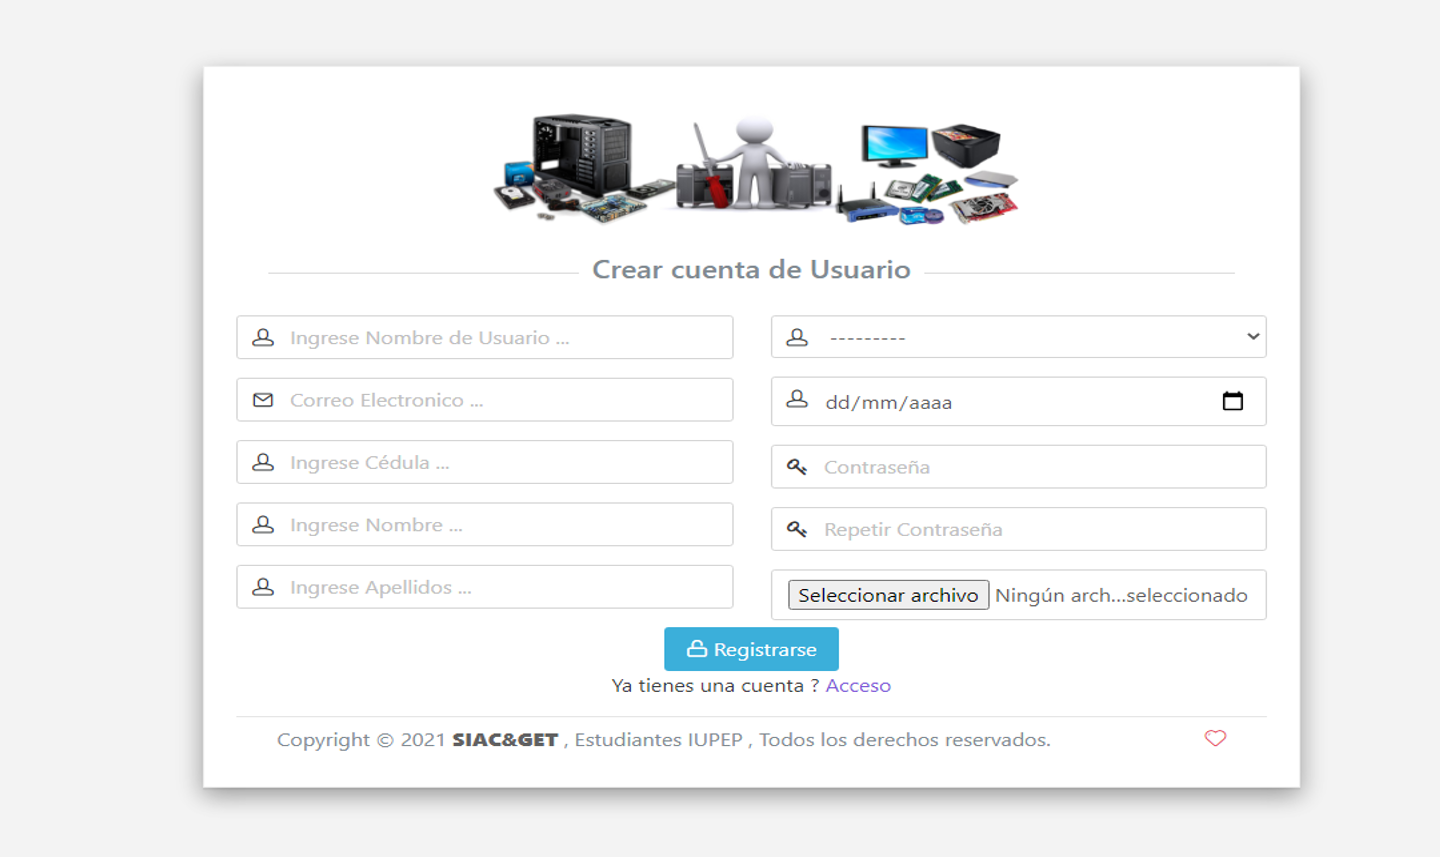 Crear cuenta de Usuario
Ingrese Nombre de Usuario ...
Correo Electronico ...
Ingrese Cédula ...
Ingrese Nombre ...
Ingrese Apellidos ...
---------
dd/mm/aaaa
Contraseña
Repetir Contraseña
Seleccionar archivo Ningún arch...seleccionado
Registrarse
Ya tienes una cuenta ? Acceso
Copyright © 2021 SIAC&GET , Estudiantes IUPEP , Todos los derechos reservados.